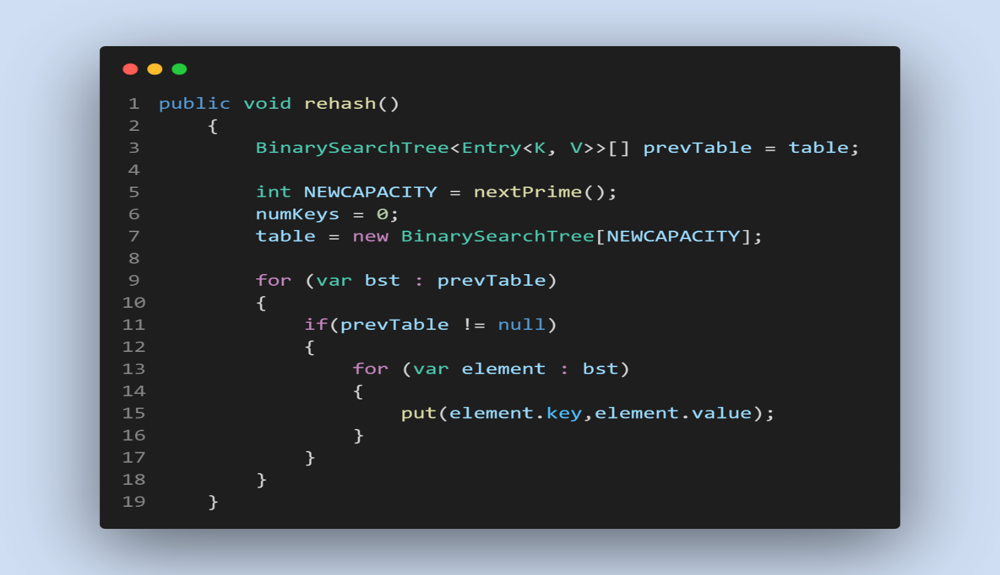 1 public void rehash()
2     {
3         BinarySearchTree<Entry<K, V>>[] prevTable = table;
4
5         int NEWCAPACITY = nextPrime();
6         numKeys = 0;
7         table = new BinarySearchTree[NEWCAPACITY];
8
9         for (var bst : prevTable)
10         {
11             if(prevTable != null)
12             {
13                 for (var element : bst)
14                 {
15                     put(element.key,element.value);
16                 }
17             }
18         }
19     }